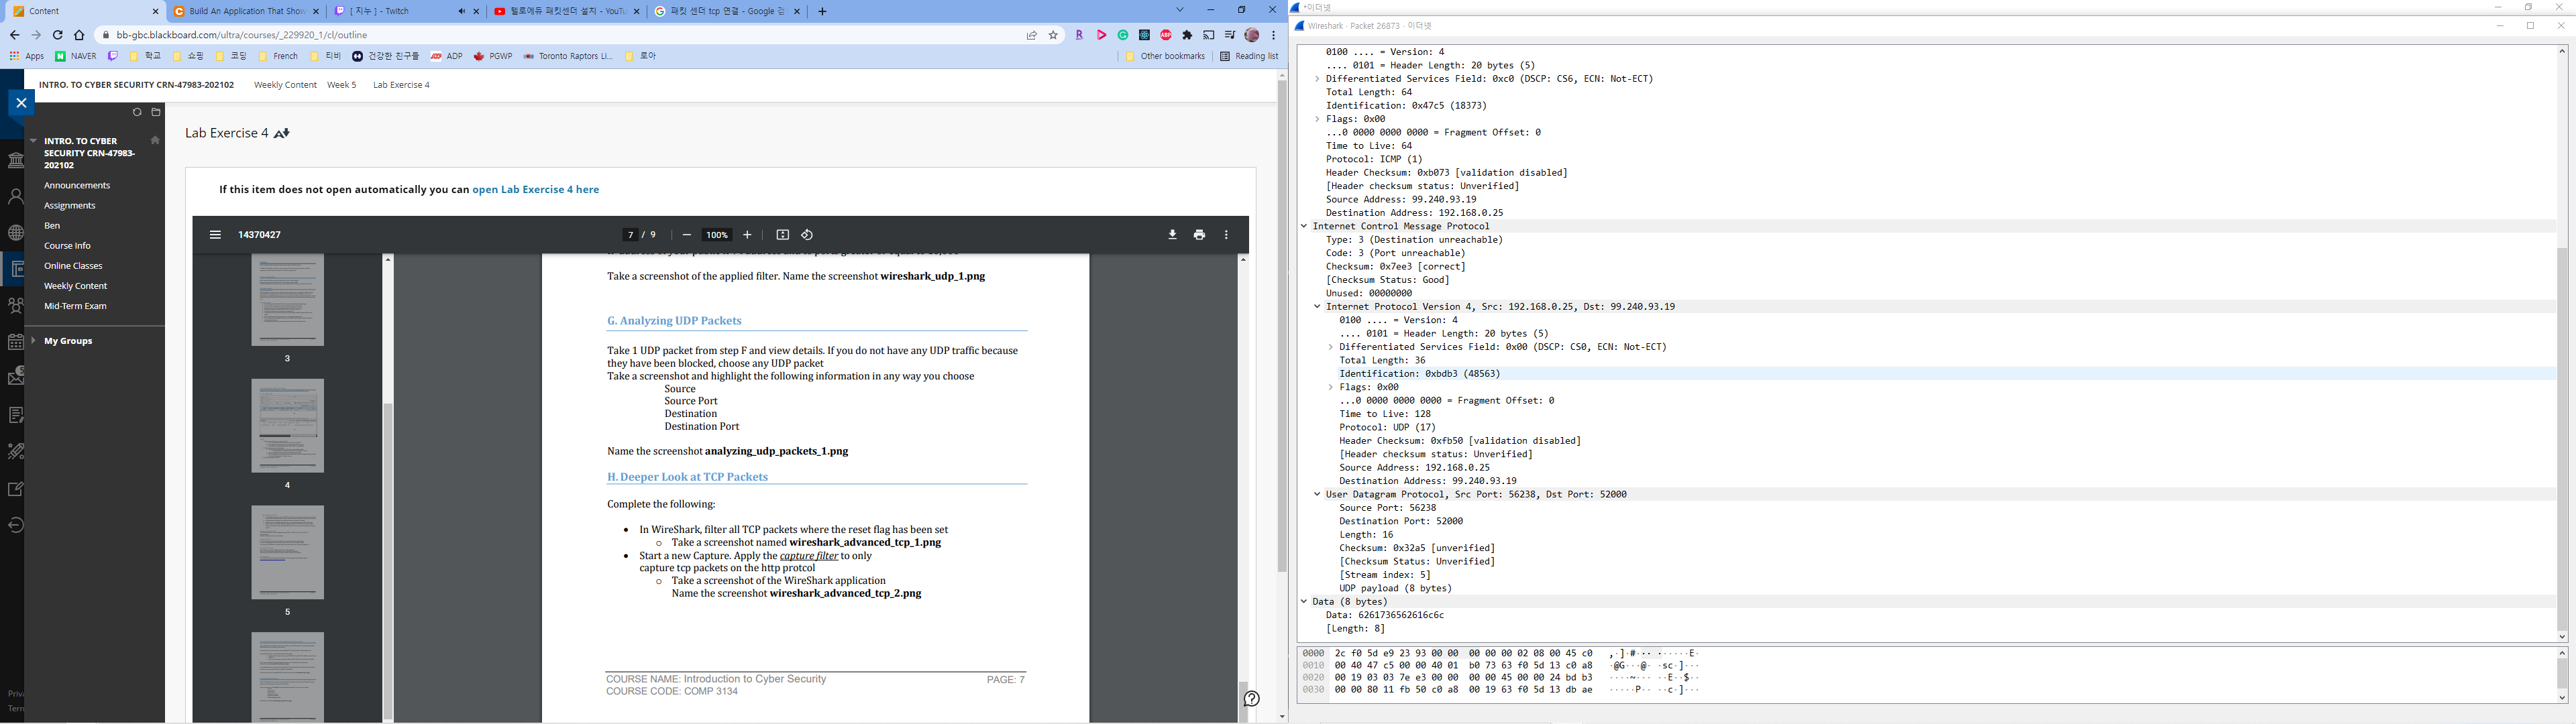 Content
Build An Application That Show
[ 지누 ] - Twitch
텔로에듀 패킷센더 설치 - YouTu
패킷 센더 tcp 연결 - Google 검
bb-gbc.blackboard.com/ultra/courses/_229920_1/cl/outline
Apps
NAVER
학교
쇼핑
코딩
French
티비
건강한 친구들
ADP
PGWP
Toronto Raptors Li...
로아
Other bookmarks
Reading list
INTRO. TO CYBER SECURITY CRN-47983-202102
Weekly Content
Week 5
Lab Exercise 4
INTRO. TO CYBER
SECURITY CRN-47983-
202102
Announcements
Assignments
Ben
Course Info
Online Classes
Weekly Content
Mid-Term Exam
My Groups
Priva
Term
Lab Exercise 4
If this item does not open automatically you can open Lab Exercise 4 here
14370427
7 / 9
100%
3
4
5
Take a screenshot of the applied filter. Name the screenshot wireshark_udp_1.png
G. Analyzing UDP Packets
Take 1 UDP packet from step F and view details. If you do not have any UDP traffic because
they have been blocked, choose any UDP packet
Take a screenshot and highlight the following information in any way you choose
Source
Source Port
Destination
Destination Port
Name the screenshot analyzing_udp_packets_1.png
H. Deeper Look at TCP Packets
Complete the following:
• In WireShark, filter all TCP packets where the reset flag has been set
o Take a screenshot named wireshark_advanced_tcp_1.png
• Start a new Capture. Apply the capture filter to only
capture tcp packets on the http protcol
o Take a screenshot of the WireShark application
Name the screenshot wireshark_advanced_tcp_2.png
COURSE NAME: Introduction to Cyber Security
PAGE: 7
COURSE CODE: COMP 3134
*이더넷
Wireshark · Packet 26873 · 이더넷
0100 .... = Version: 4
.... 0101 = Header Length: 20 bytes (5)
Differentiated Services Field: 0xc0 (DSCP: CS6, ECN: Not-ECT)
Total Length: 64
Identification: 0x47c5 (18373)
Flags: 0x00
...0 0000 0000 0000 = Fragment Offset: 0
Time to Live: 64
Protocol: ICMP (1)
Header Checksum: 0xb073 [validation disabled]
[Header checksum status: Unverified]
Source Address: 99.240.93.19
Destination Address: 192.168.0.25
Internet Control Message Protocol
Type: 3 (Destination unreachable)
Code: 3 (Port unreachable)
Checksum: 0x7ee3 [correct]
[Checksum Status: Good]
Unused: 00000000
Internet Protocol Version 4, Src: 192.168.0.25, Dst: 99.240.93.19
0100 .... = Version: 4
.... 0101 = Header Length: 20 bytes (5)
Differentiated Services Field: 0x00 (DSCP: CS0, ECN: Not-ECT)
Total Length: 36
Identification: 0xbdb3 (48563)
Flags: 0x00
...0 0000 0000 0000 = Fragment Offset: 0
Time to Live: 128
Protocol: UDP (17)
Header Checksum: 0xfb50 [validation disabled]
[Header checksum status: Unverified]
Source Address: 192.168.0.25
Destination Address: 99.240.93.19
User Datagram Protocol, Src Port: 56238, Dst Port: 52000
Source Port: 56238
Destination Port: 52000
Length: 16
Checksum: 0x32a5 [unverified]
[Checksum Status: Unverified]
[Stream index: 5]
UDP payload (8 bytes)
Data (8 bytes)
Data: 6261736562616c6c
[Length: 8]
0000 2c f0 5d e9 23 93 00 00 00 00 00 02 08 00 45 c0 ,·]·#··· ······E·
0010 00 40 47 c5 00 00 40 01 b0 73 63 f0 5d 13 c0 a8 ·@G···@· ·sc·]···
0020 00 19 03 03 7e e3 00 00 00 00 45 00 00 24 bd b3 ····~··· ··E··$··
0030 00 00 80 11 fb 50 c0 a8 00 19 63 f0 5d 13 db ae ·····P·· ··c·]···